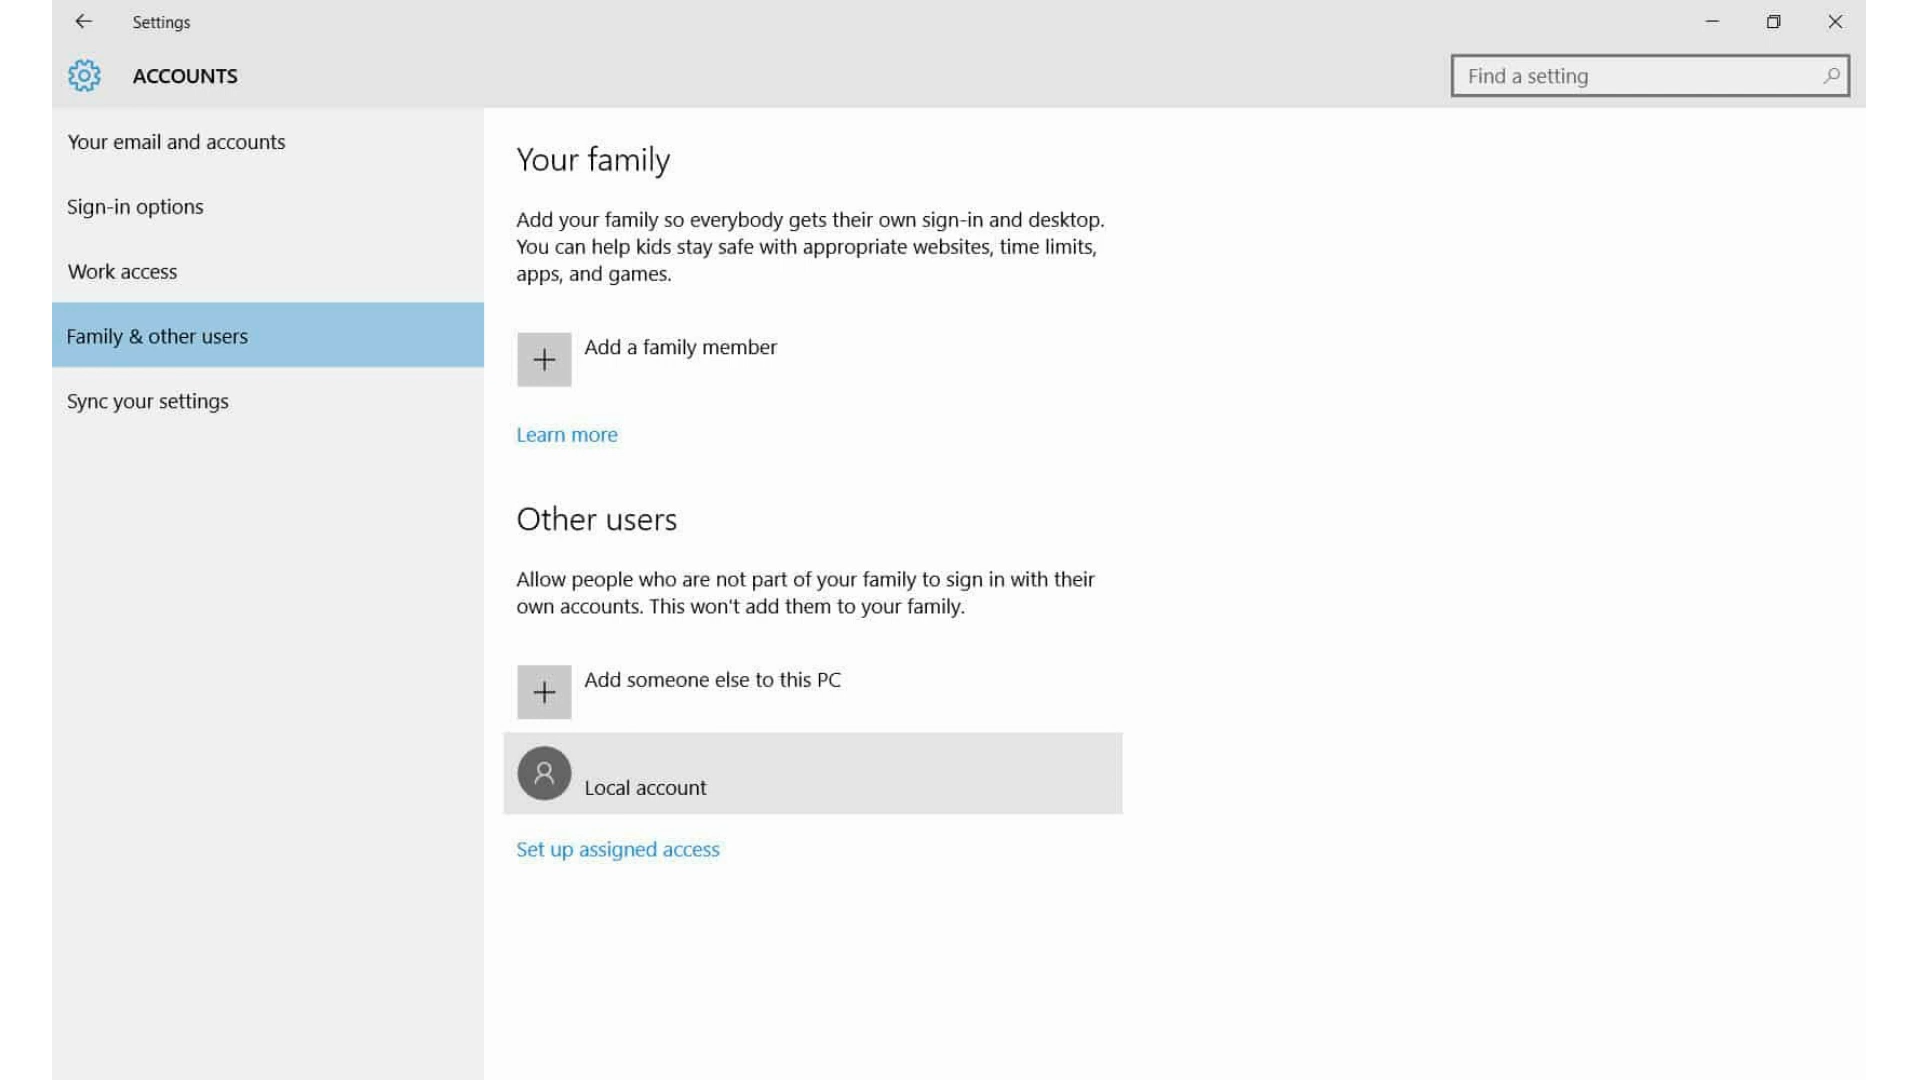 Settings
ACCOUNTS
Find a setting
Your email and accounts
Sign-in options
Work access
Family & other users
Sync your settings
Your family
Add your family so everybody gets their own sign-in and desktop.
You can help kids stay safe with appropriate websites, time limits,
apps, and games.
Add a family member
Learn more
Other users
Allow people who are not part of your family to sign in with their
own accounts. This won't add them to your family.
Add someone else to this PC
Local account
Set up assigned access